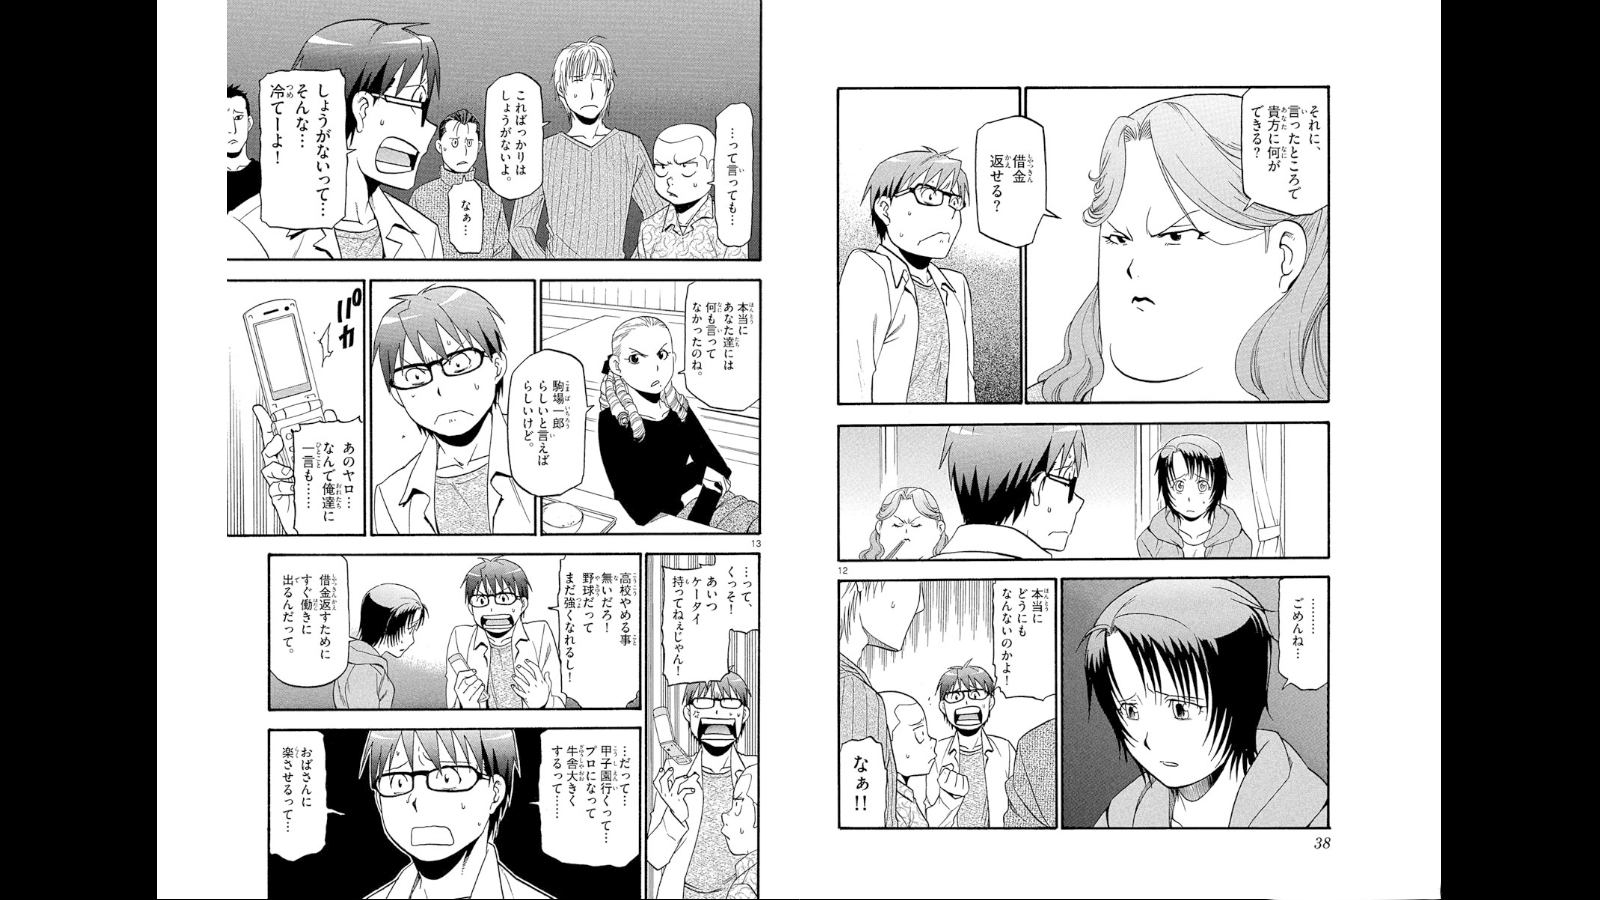 それに、
言ったところで
貴方に何が
できる?
借金
返せる?
………
ごめんね…
本当に
どうにも
なんないのかよ!
なぁ!!
38
12
…って言っても…
こればっかりは
しょうがないよ。
なぁ…
しょうがないって…
そんな…
冷てーよ!
本当に
あなた達には
何も言って
なかったのね。
駒場一郎
らしいと言えば
らしいけど。
パカ
あのヤロ…
なんで俺達に
一言も……
13
…って、
くっそ!
あいつ
ケータイ
持ってねぇじゃん!
高校やめる事
無いだろ!
野球だって
まだ強くなれるし!
借金返すために
すぐ働きに
出るんだって。
…だって…
甲子園行くって…
プロになって
牛舎大きく
するって……
おばさんに
楽させるって…